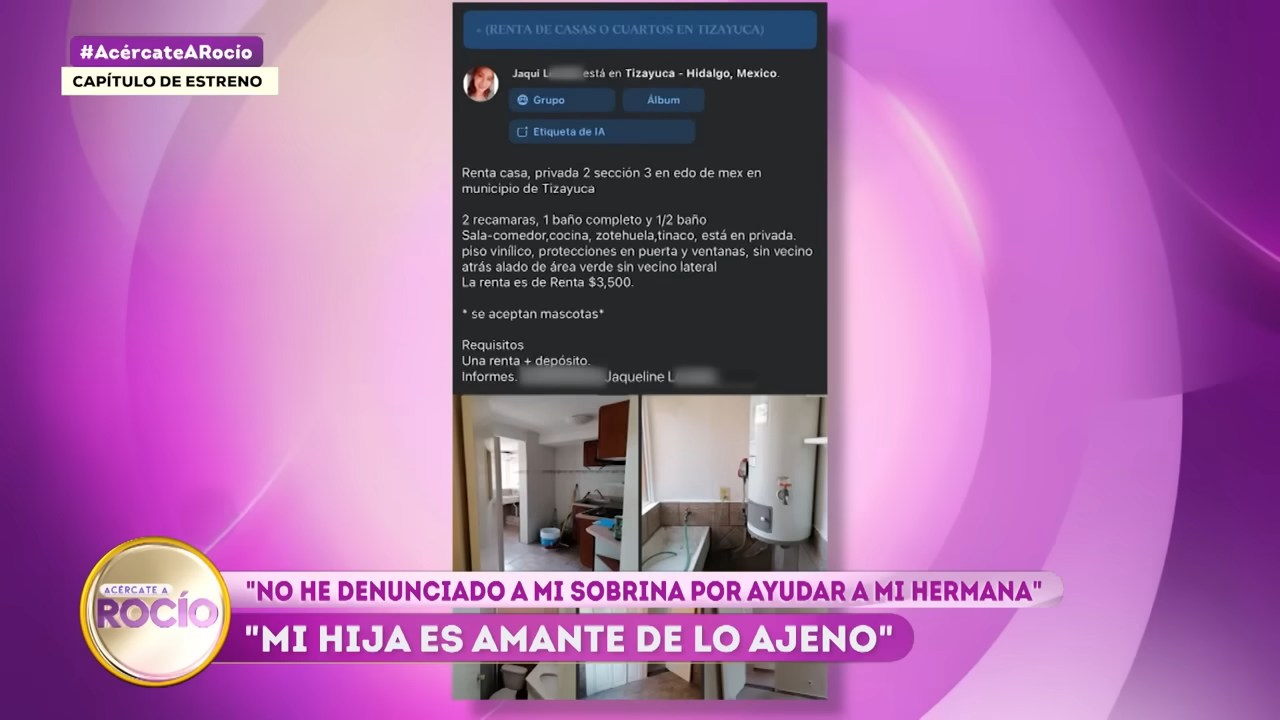 #AcércateARocío
CAPÍTULO DE ESTRENO
(RENTA DE CASAS O CUARTOS EN TIZAYUCA)
Jaqui L está en Tizayuca - Hidalgo, Mexico.
Grupo
Álbum
Etiqueta de IA
Renta casa, privada 2 sección 3 en edo de mex en
municipio de Tizayuca
2 recamaras, 1 baño completo y 1/2 baño
Sala-comedor,cocina, zotehuela,tinaco, está en privada.
piso vinílico, protecciones en puerta y ventanas, sin vecino
atrás alado de área verde sin vecino lateral
La renta es de Renta $3,500.
* se aceptan mascotas*
Requisitos
Una renta + depósito.
Informes. Jaqueline L
ACÉRCATE A
ROCÍO
"NO HE DENUNCIADO A MI SOBRINA POR AYUDAR A MI HERMANA"
"MI HIJA ES AMANTE DE LO AJENO"